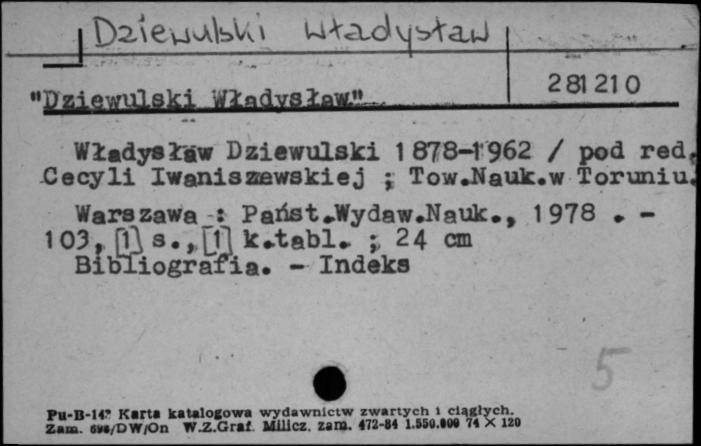 Dziewulski Władysław
281210
"Dziewulski Władysław"
Władysław Dziewulski 1878-1962 / pod red.
Cecyli Iwaniszewskiej ; Tow.Nauk.w Toruniu.
Warszawa : Państ.Wydaw.Nauk., 1978 . -
103, [1] s., [1] k.tabl. ; 24 cm
Bibliografia. - Indeks
5
Pu-B-142 Karta katalogowa wydawnictw zwartych i ciągłych.
Zam. /DW/On W.Z.Graf. Milicz. zam. 472-84 1.550.000 74 X 120